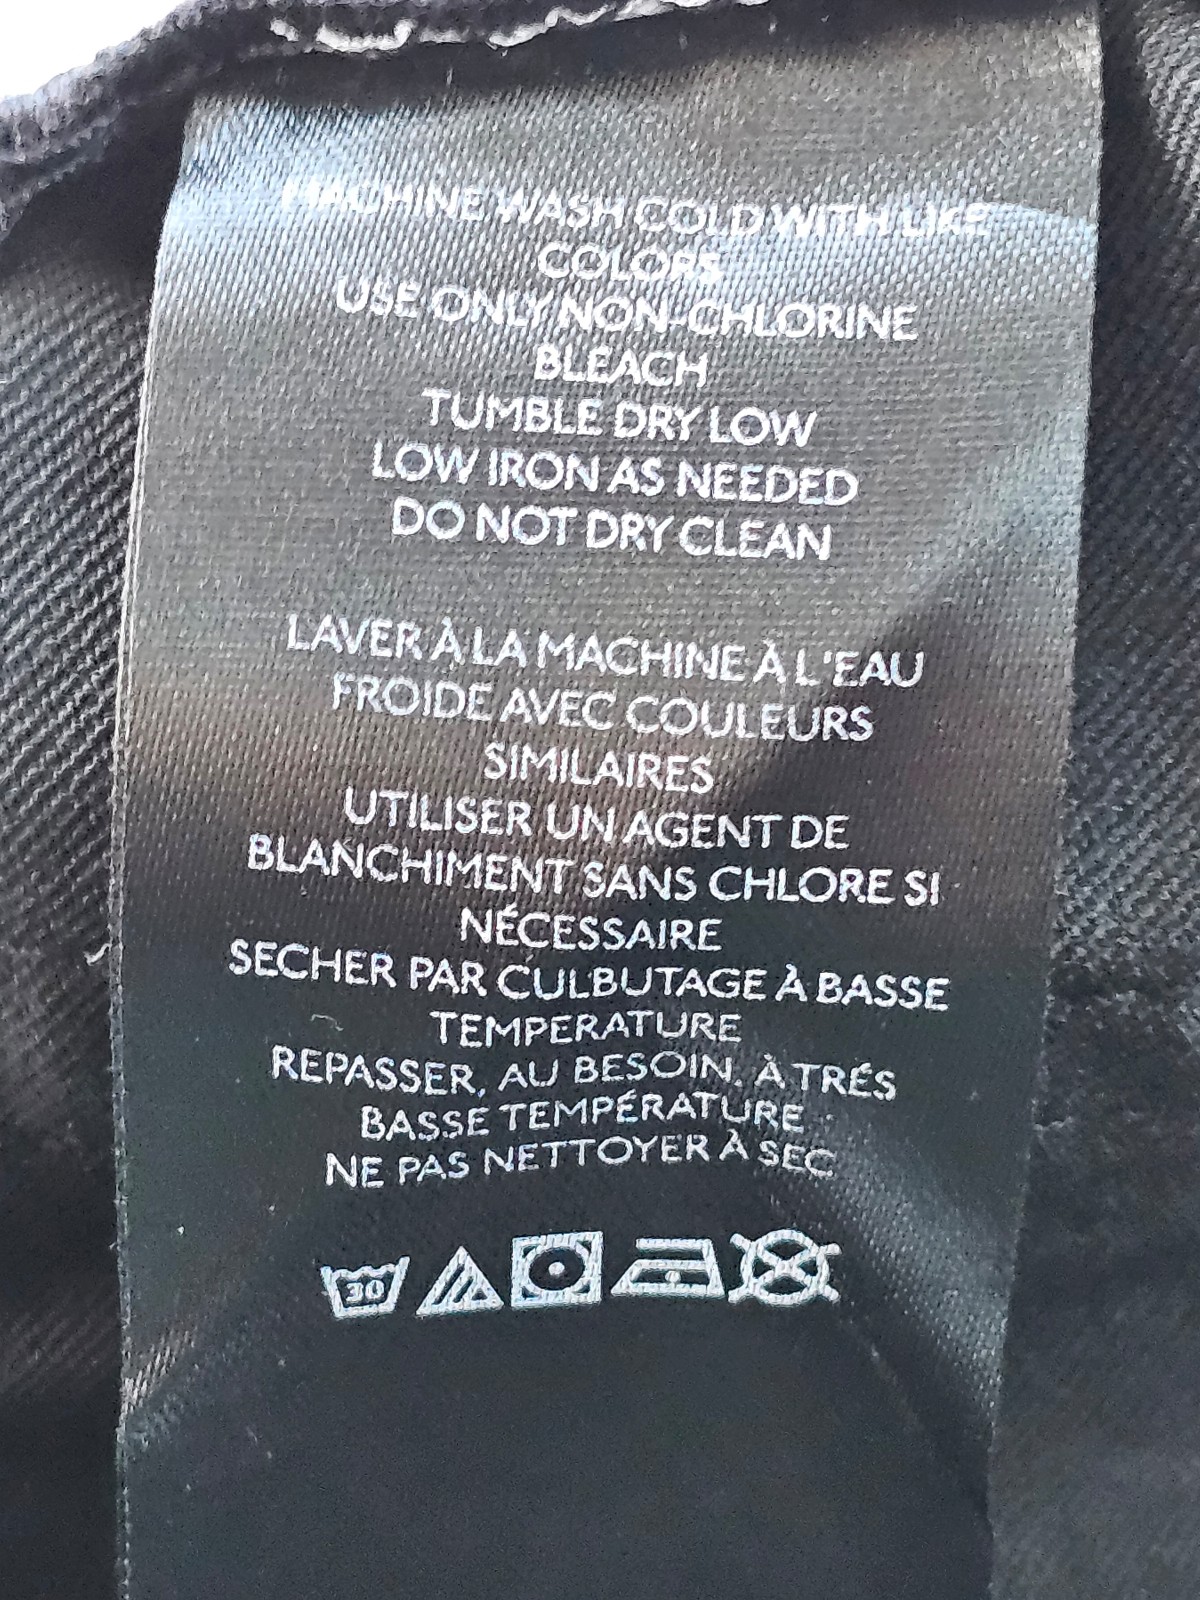 MACHINE WASH COLD WITH LIKE
COLORS
USE ONLY NON-CHLORINE
BLEACH
TUMBLE DRY LOW
LOW IRON AS NEEDED
DO NOT DRY CLEAN
LAVER À LA MACHINE À L'EAU
FROIDE AVEC COULEURS
SIMILAIRES
UTILISER UN AGENT DE
BLANCHIMENT SANS CHLORE SI
NÉCESSAIRE
SECHER PAR CULBUTAGE À BASSE
TEMPERATURE
REPASSER, AU BESOIN, À TRÉS
BASSE TEMPÉRATURE
NE PAS NETTOYER À SEC
30